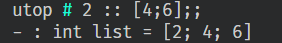 utop # 2 :: [4;6];;
- : int list = [2; 4; 6]